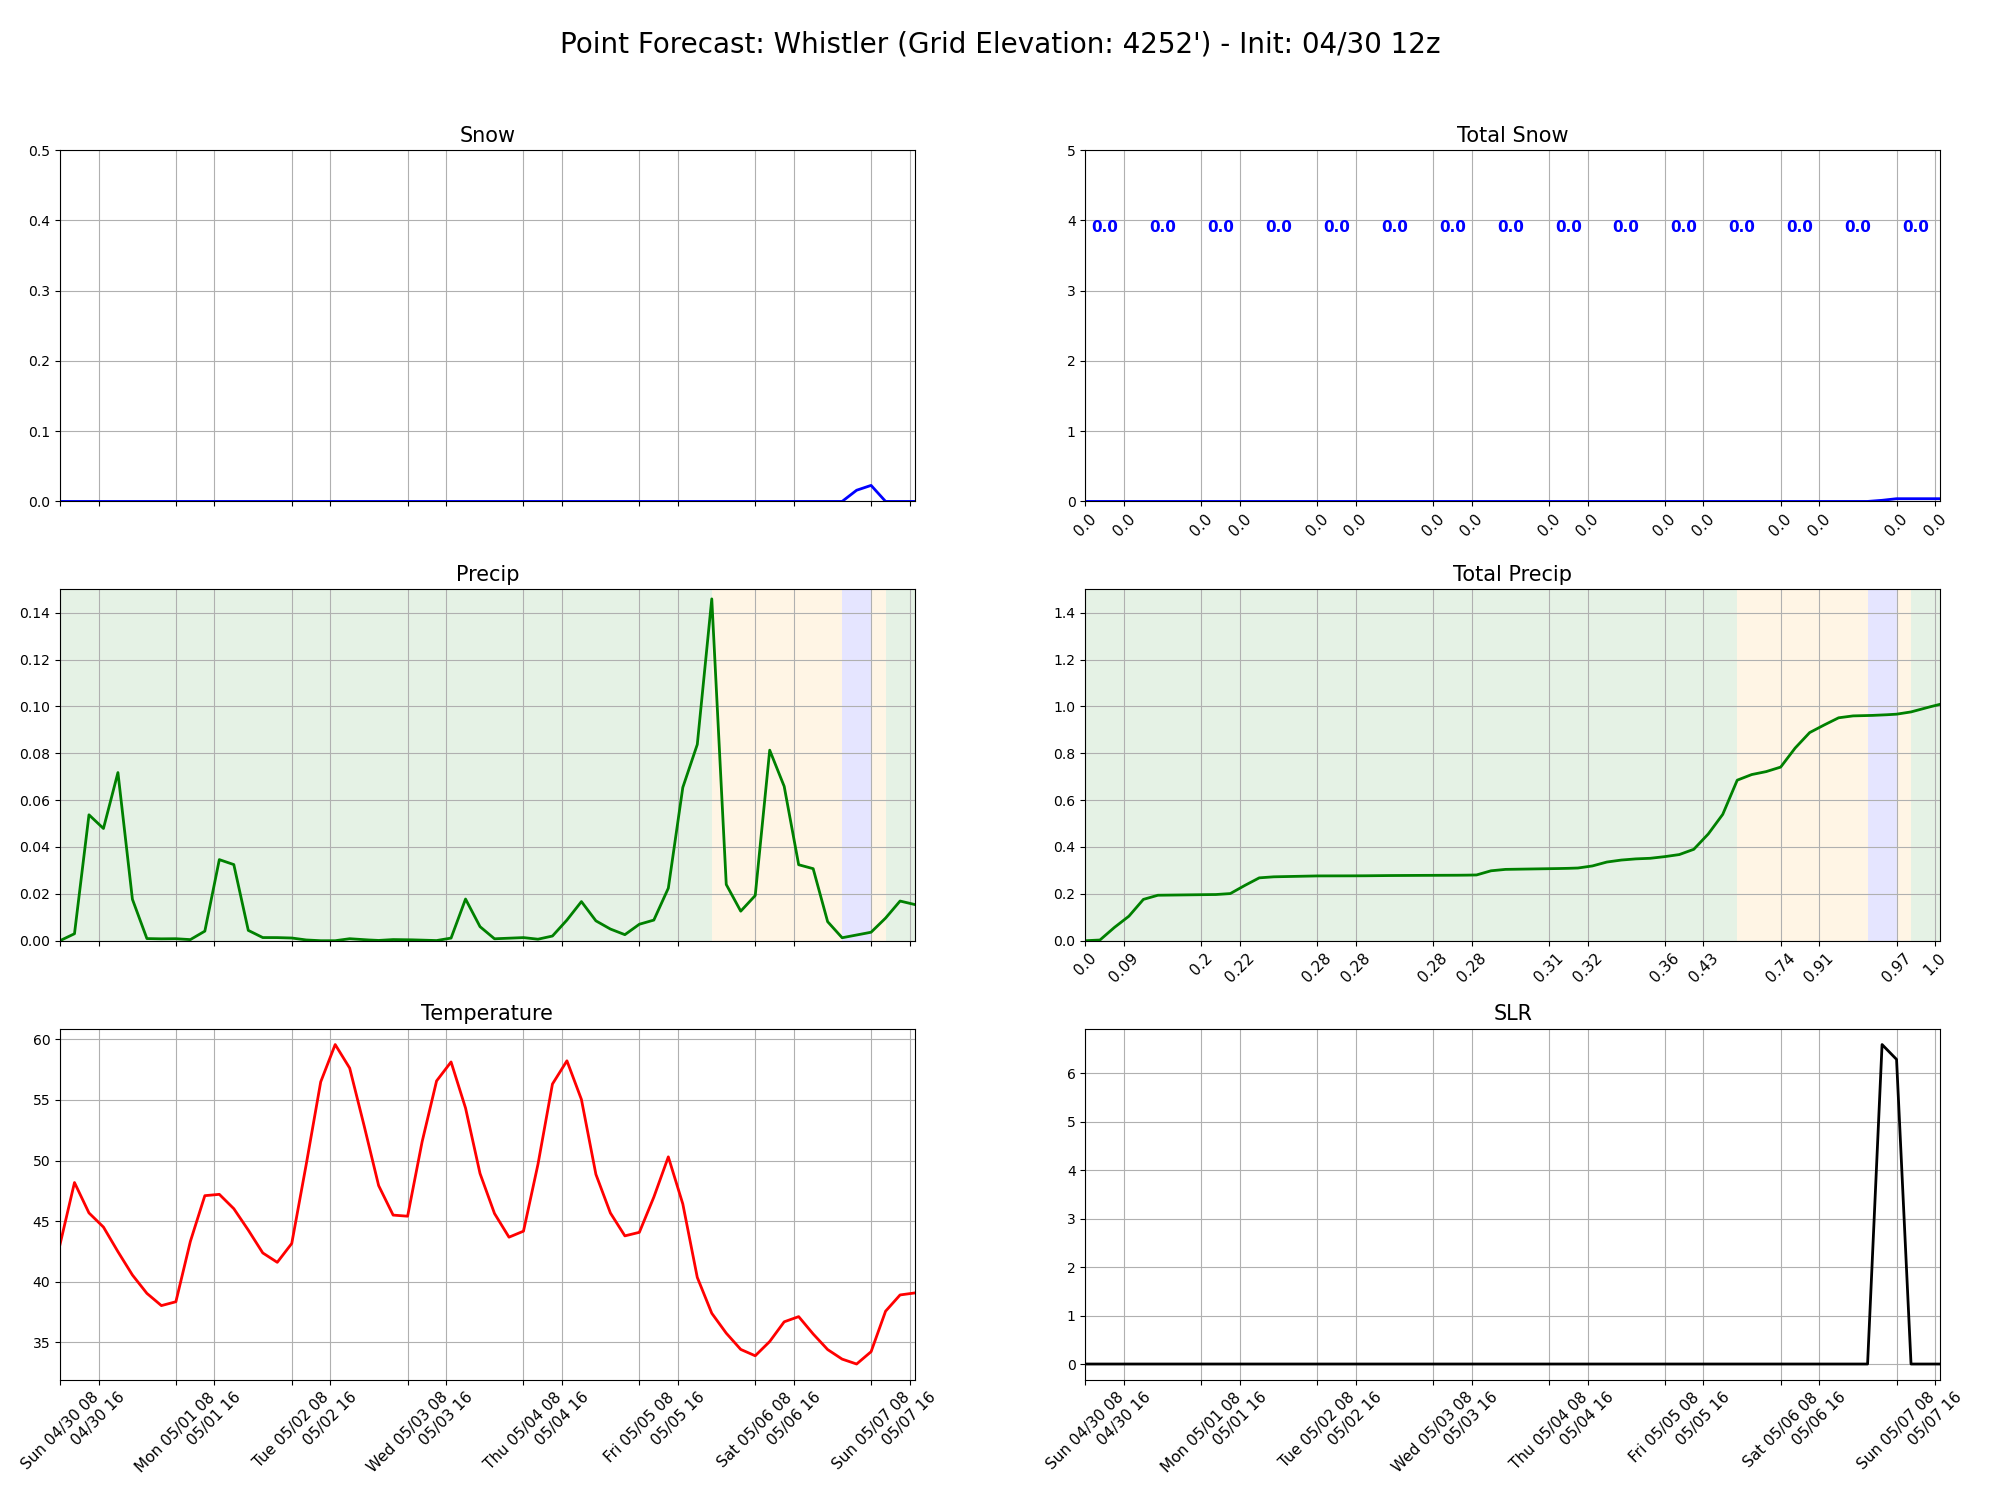 Point Forecast: Whistler (Grid Elevation: 4252') - Init: 04/30 12z
Snow
0.5
0.4
0.3
0.2
0.1
0.0
Total Snow
5
4
3
2
1
0
0.0 0.0 0.0 0.0 0.0 0.0 0.0 0.0 0.0 0.0 0.0 0.0 0.0 0.0 0.0
0.0 0.0 0.0 0.0 0.0 0.0 0.0 0.0 0.0 0.0 0.0 0.0 0.0 0.0 0.0 0.0
Precip
0.14
0.12
0.10
0.08
0.06
0.04
0.02
0.00
Total Precip
1.4
1.2
1.0
0.8
0.6
0.4
0.2
0.0
0.0 0.09 0.2 0.22 0.28 0.28 0.28 0.28 0.31 0.32 0.36 0.43 0.74 0.91 0.97 1.0
Temperature
60
55
50
45
40
35
Sun 04/30 08
04/30 16
Mon 05/01 08
05/01 16
Tue 05/02 08
05/02 16
Wed 05/03 08
05/03 16
Thu 05/04 08
05/04 16
Fri 05/05 08
05/05 16
Sat 05/06 08
05/06 16
Sun 05/07 08
05/07 16
SLR
6
5
4
3
2
1
0
Sun 04/30 08
04/30 16
Mon 05/01 08
05/01 16
Tue 05/02 08
05/02 16
Wed 05/03 08
05/03 16
Thu 05/04 08
05/04 16
Fri 05/05 08
05/05 16
Sat 05/06 08
05/06 16
Sun 05/07 08
05/07 16